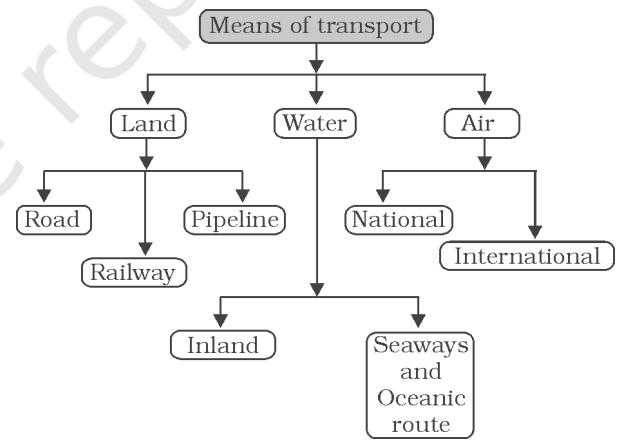 Means of transport
Land
Water
Air
Road
Pipeline
National
Railway
International
Inland
Seaways
and
Oceanic
route